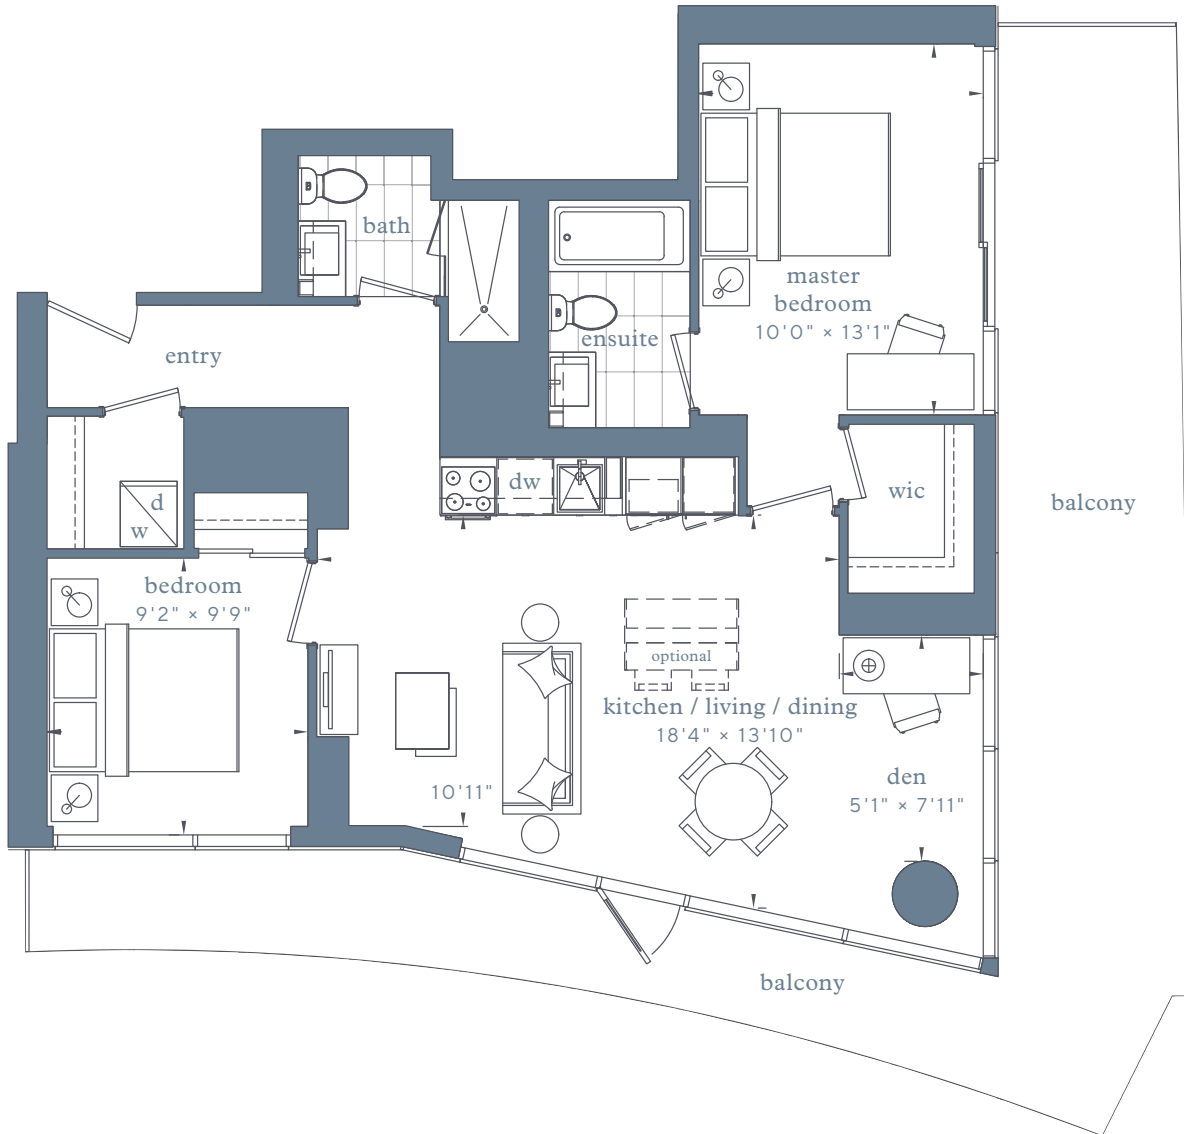 bath
master
bedroom
10'0" × 13'1"
ensuite
entry
dw
wic
balcony
d
w
bedroom
9'2" × 9'9"
optional
kitchen / living / dining
18'4" × 13'10"
10'11"
den
5'1" × 7'11"
balcony